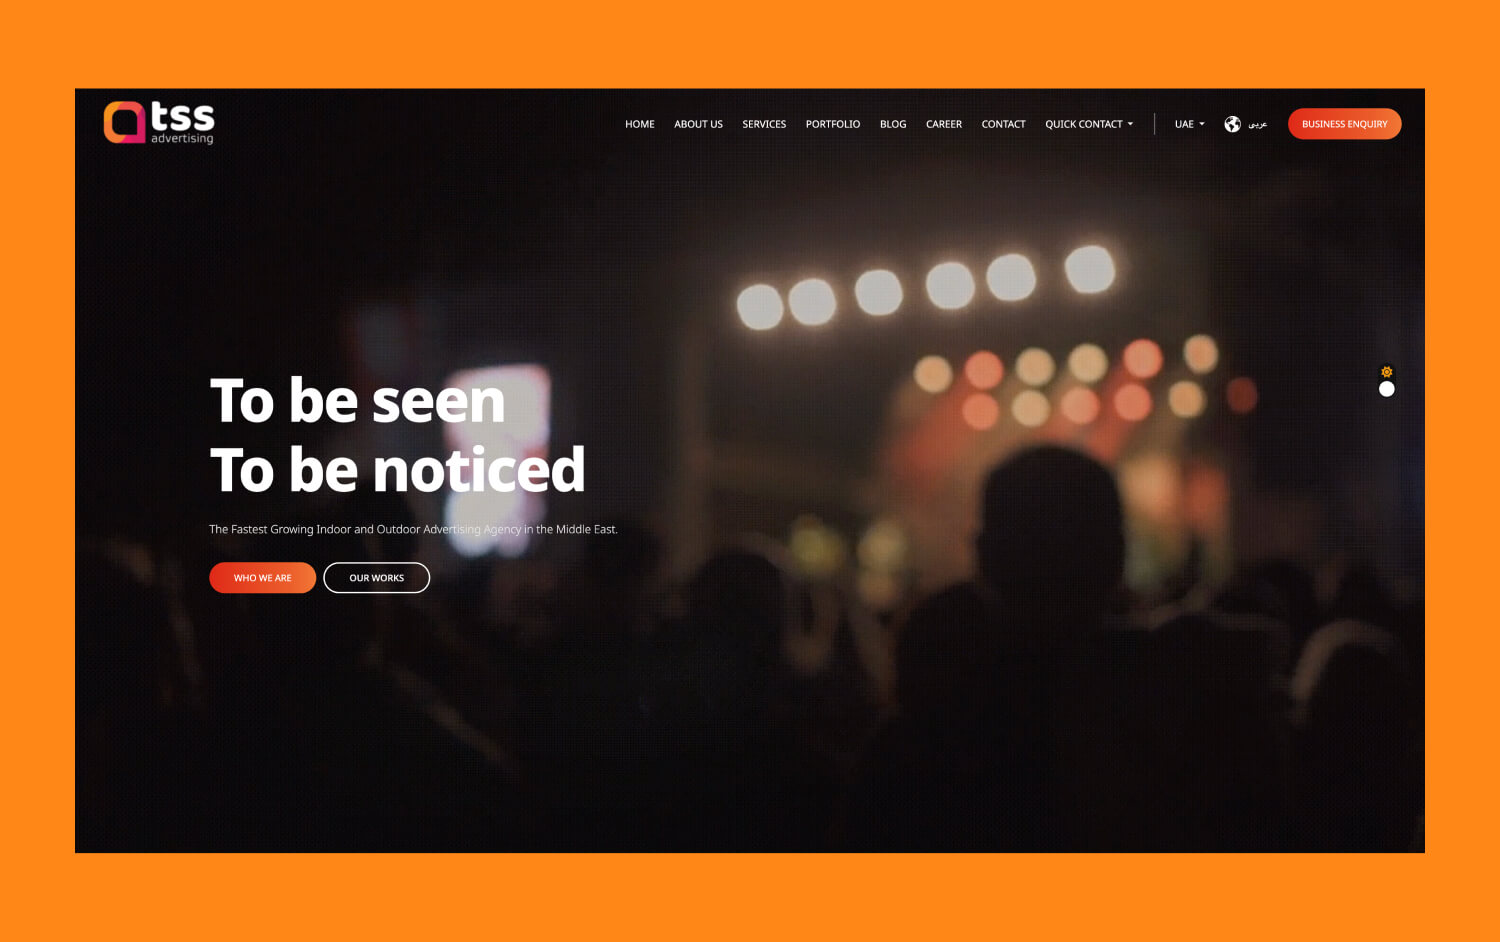 tss
advertising
HOME ABOUT US SERVICES PORTFOLIO BLOG CAREER CONTACT QUICK CONTACT UAE عربى BUSINESS ENQUIRY
To be seen
To be noticed
The Fastest Growing Indoor and Outdoor Advertising Agency in the Middle East.
WHO WE ARE OUR WORKS